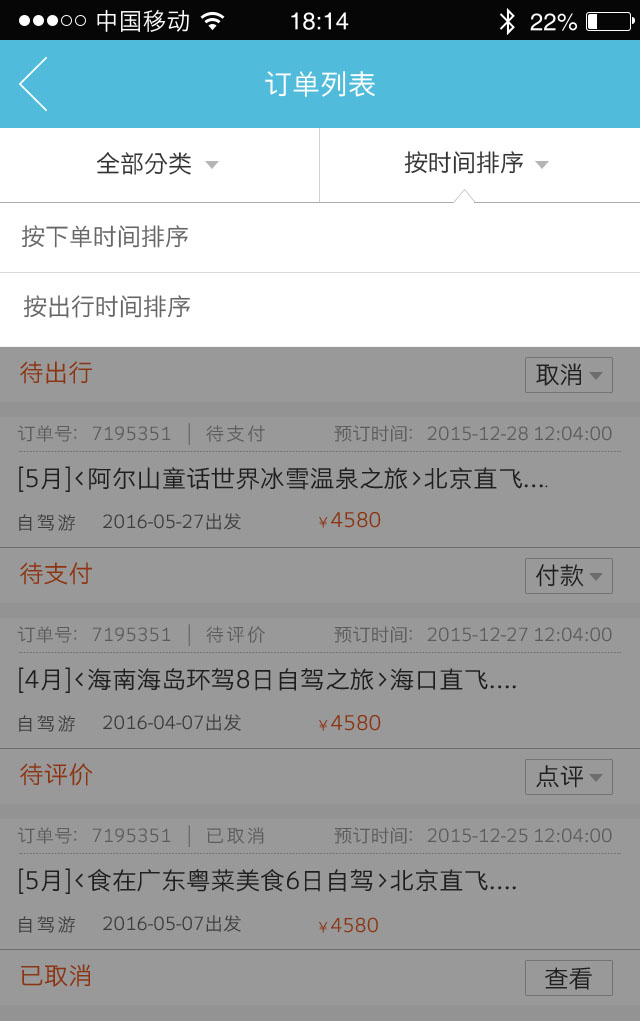 中国移动 18:14 22%
订单列表
全部分类 按时间排序
按下单时间排序
按出行时间排序
待出行 取消
订单号: 7195351 | 待支付 预订时间: 2015-12-28 12:04:00
[5月]<阿尔山童话世界冰雪温泉之旅>北京直飞....
自驾游 2016-05-27出发 ¥4580
待支付 付款
订单号: 7195351 | 待评价 预订时间: 2015-12-27 12:04:00
[4月]<海南海岛环驾8日自驾之旅>海口直飞....
自驾游 2016-04-07出发 ¥4580
待评价 点评
订单号: 7195351 | 已取消 预订时间: 2015-12-25 12:04:00
[5月]<食在广东粤菜美食6日自驾>北京直飞....
自驾游 2016-05-07出发 ¥4580
已取消 查看